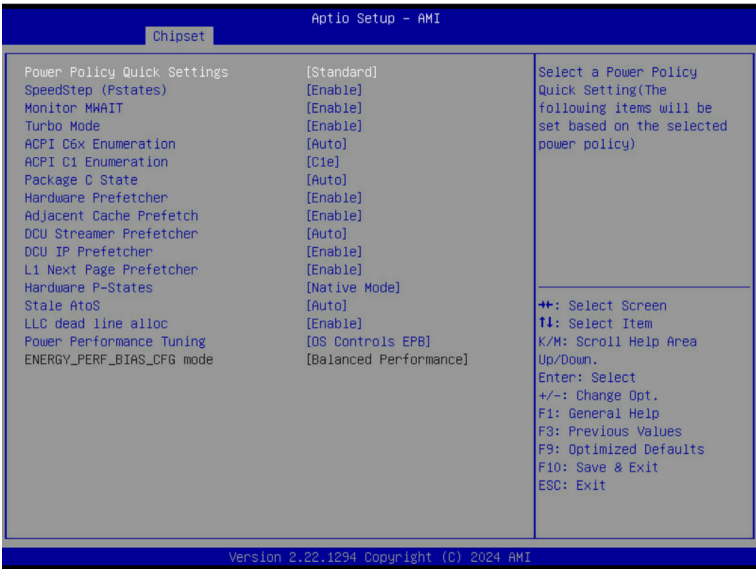 Aptio Setup – AMI
Chipset
Power Policy Quick Settings [Standard]
SpeedStep (Pstates) [Enable]
Monitor MWAIT [Enable]
Turbo Mode [Enable]
ACPI C6x Enumeration [Auto]
ACPI C1 Enumeration [C1e]
Package C State [Auto]
Hardware Prefetcher [Enable]
Adjacent Cache Prefetch [Enable]
DCU Streamer Prefetcher [Auto]
DCU IP Prefetcher [Enable]
L1 Next Page Prefetcher [Enable]
Hardware P-States [Native Mode]
Stale AtoS [Auto]
LLC dead line alloc [Enable]
Power Performance Tuning [OS Controls EPB]
ENERGY_PERF_BIAS_CFG mode [Balanced Performance]
Select a Power Policy
Quick Setting(The
following items will be
set based on the selected
power policy)
→←: Select Screen
↑↓: Select Item
K/M: Scroll Help Area
Up/Down.
Enter: Select
+/-: Change Opt.
F1: General Help
F3: Previous Values
F9: Optimized Defaults
F10: Save & Exit
ESC: Exit
Version 2.22.1294 Copyright (C) 2024 AMI